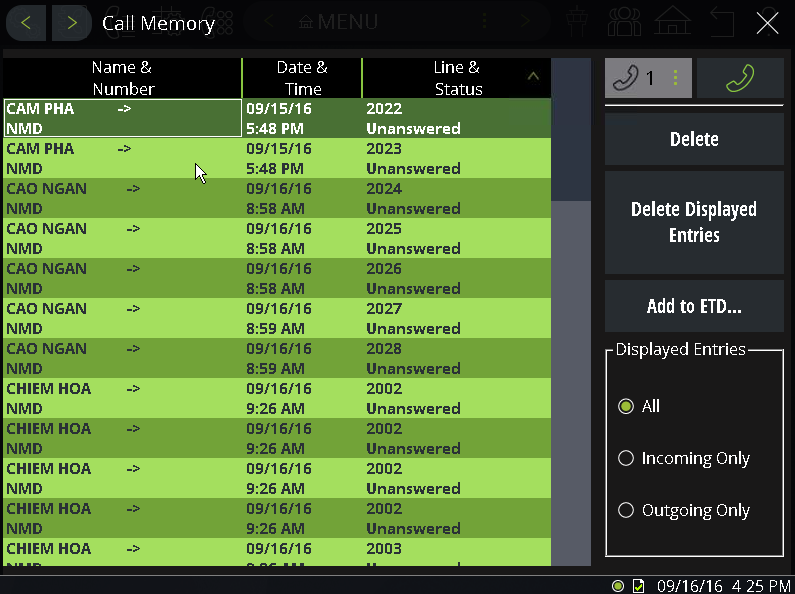 Call Memory
MENU
Name & Number
Date & Time
Line & Status
CAM PHA -> 09/15/16 2022
NMD 5:48 PM Unanswered
CAM PHA -> 09/15/16 2023
NMD 5:48 PM Unanswered
CAO NGAN -> 09/16/16 2024
NMD 8:58 AM Unanswered
CAO NGAN -> 09/16/16 2025
NMD 8:58 AM Unanswered
CAO NGAN -> 09/16/16 2026
NMD 8:58 AM Unanswered
CAO NGAN -> 09/16/16 2027
NMD 8:59 AM Unanswered
CAO NGAN -> 09/16/16 2028
NMD 8:59 AM Unanswered
CHIEM HOA -> 09/16/16 2002
NMD 9:26 AM Unanswered
CHIEM HOA -> 09/16/16 2002
NMD 9:26 AM Unanswered
CHIEM HOA -> 09/16/16 2002
NMD 9:26 AM Unanswered
CHIEM HOA -> 09/16/16 2002
NMD 9:26 AM Unanswered
CHIEM HOA -> 09/16/16 2003
1
Delete
Delete Displayed
Entries
Add to ETD...
Displayed Entries
All
Incoming Only
Outgoing Only
09/16/16 4 25 PM